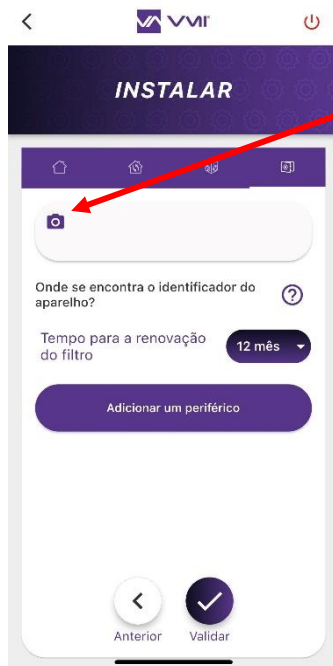 VMI
INSTALAR
Onde se encontra o identificador do
aparelho?
Tempo para a renovação
do filtro
12 mês
Adicionar um periférico
Anterior
Validar